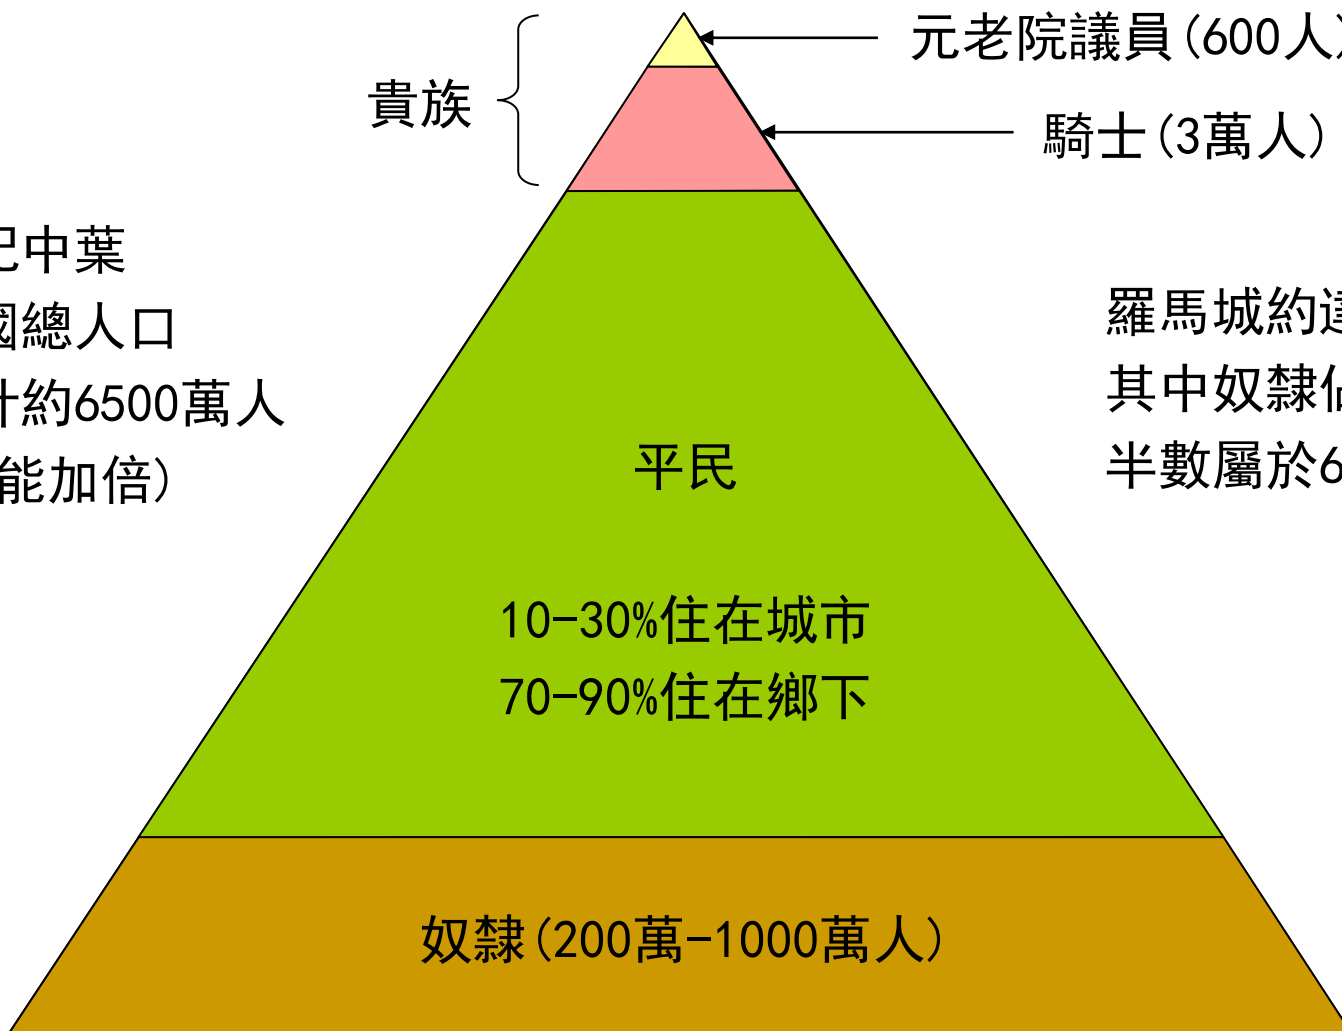 元老院議員(600人)
貴族
騎士(3萬人)
中葉
總人口
約6500萬人
能加倍)
羅馬城約
其中奴隸
半數屬於6
平民
10-30%住在城市
70-90%住在鄉下
奴隸(200萬-1000萬人)